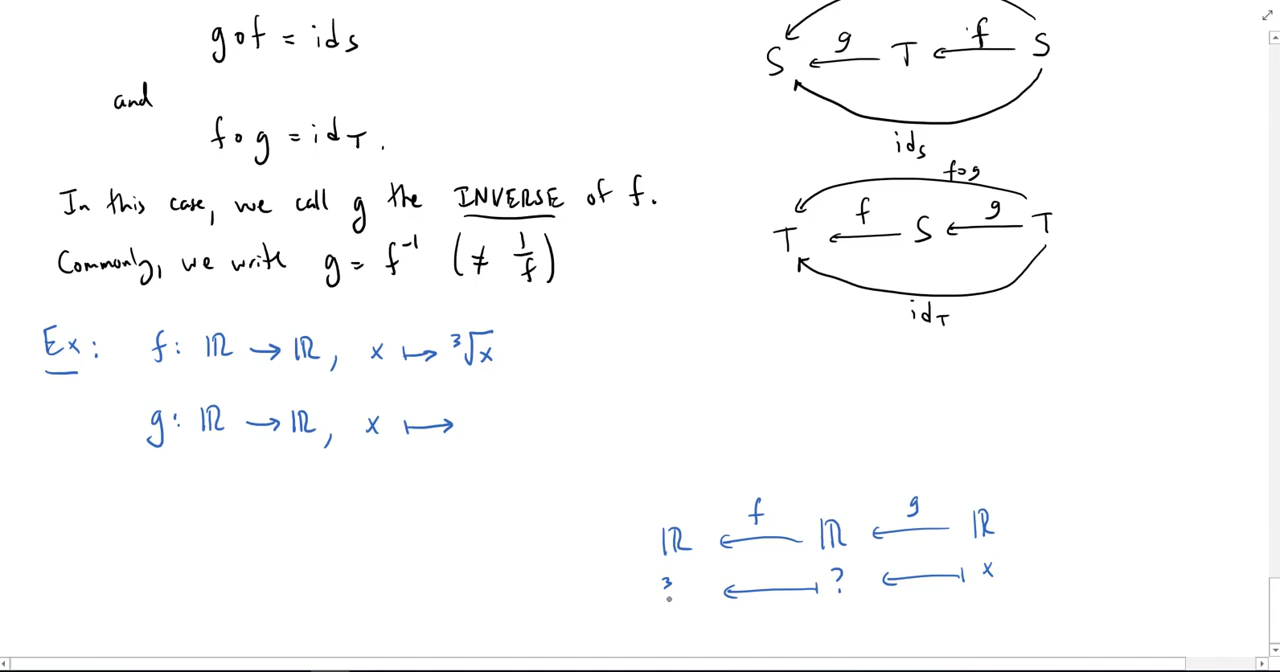 g∘f = id_S
and
f∘g = id_T.
In this case, we call g the INVERSE of f.
Commonly, we write g = f⁻¹ (≠ 1/f)
S ←g T ←f S
id_S
f∘g
T ←f S ←g T
id_T
Ex: f: ℝ → ℝ, x ↦ ³√x
g: ℝ → ℝ, x ↦
ℝ ←f ℝ ←g ℝ
3 ↤ ? ↤ x